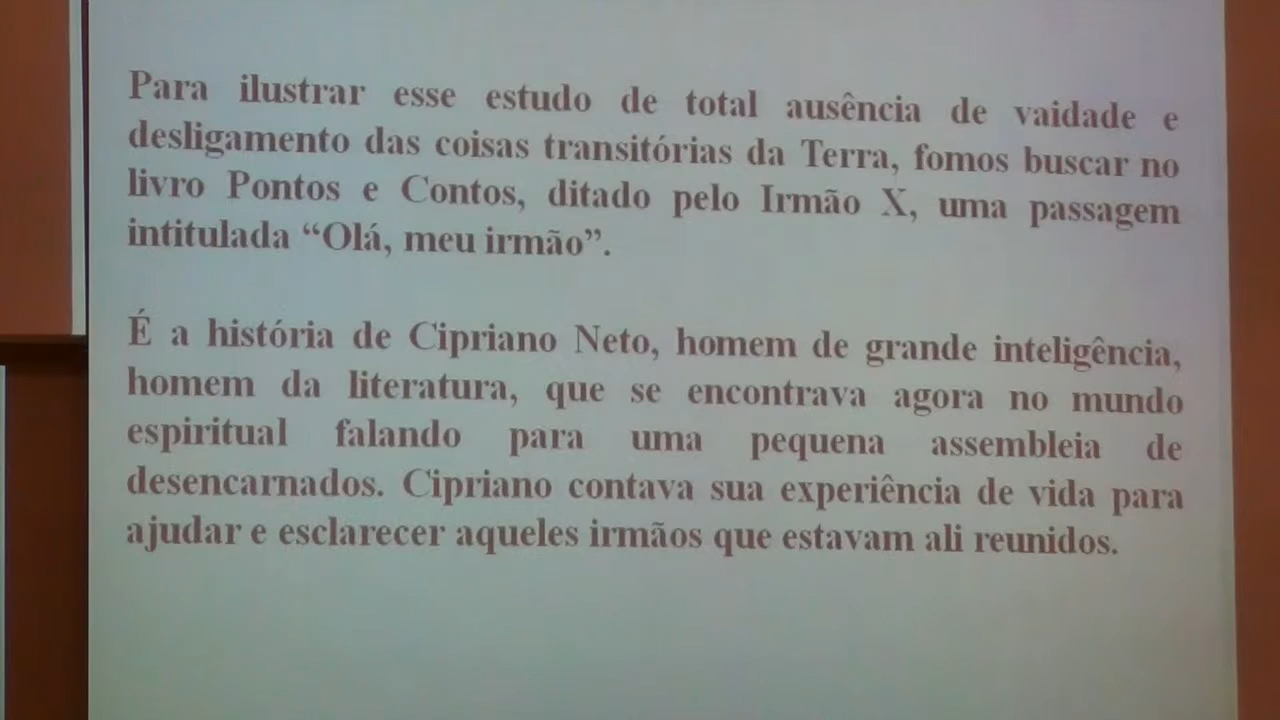 Para ilustrar esse estudo de total ausência de vaidade e
desligamento das coisas transitórias da Terra, fomos buscar no
livro Pontos e Contos, ditado pelo Irmão X, uma passagem
intitulada “Olá, meu irmão”.
É a história de Cipriano Neto, homem de grande inteligência,
homem da literatura, que se encontrava agora no mundo
espiritual falando para uma pequena assembleia de
desencarnados. Cipriano contava sua experiência de vida para
ajudar e esclarecer aqueles irmãos que estavam ali reunidos.